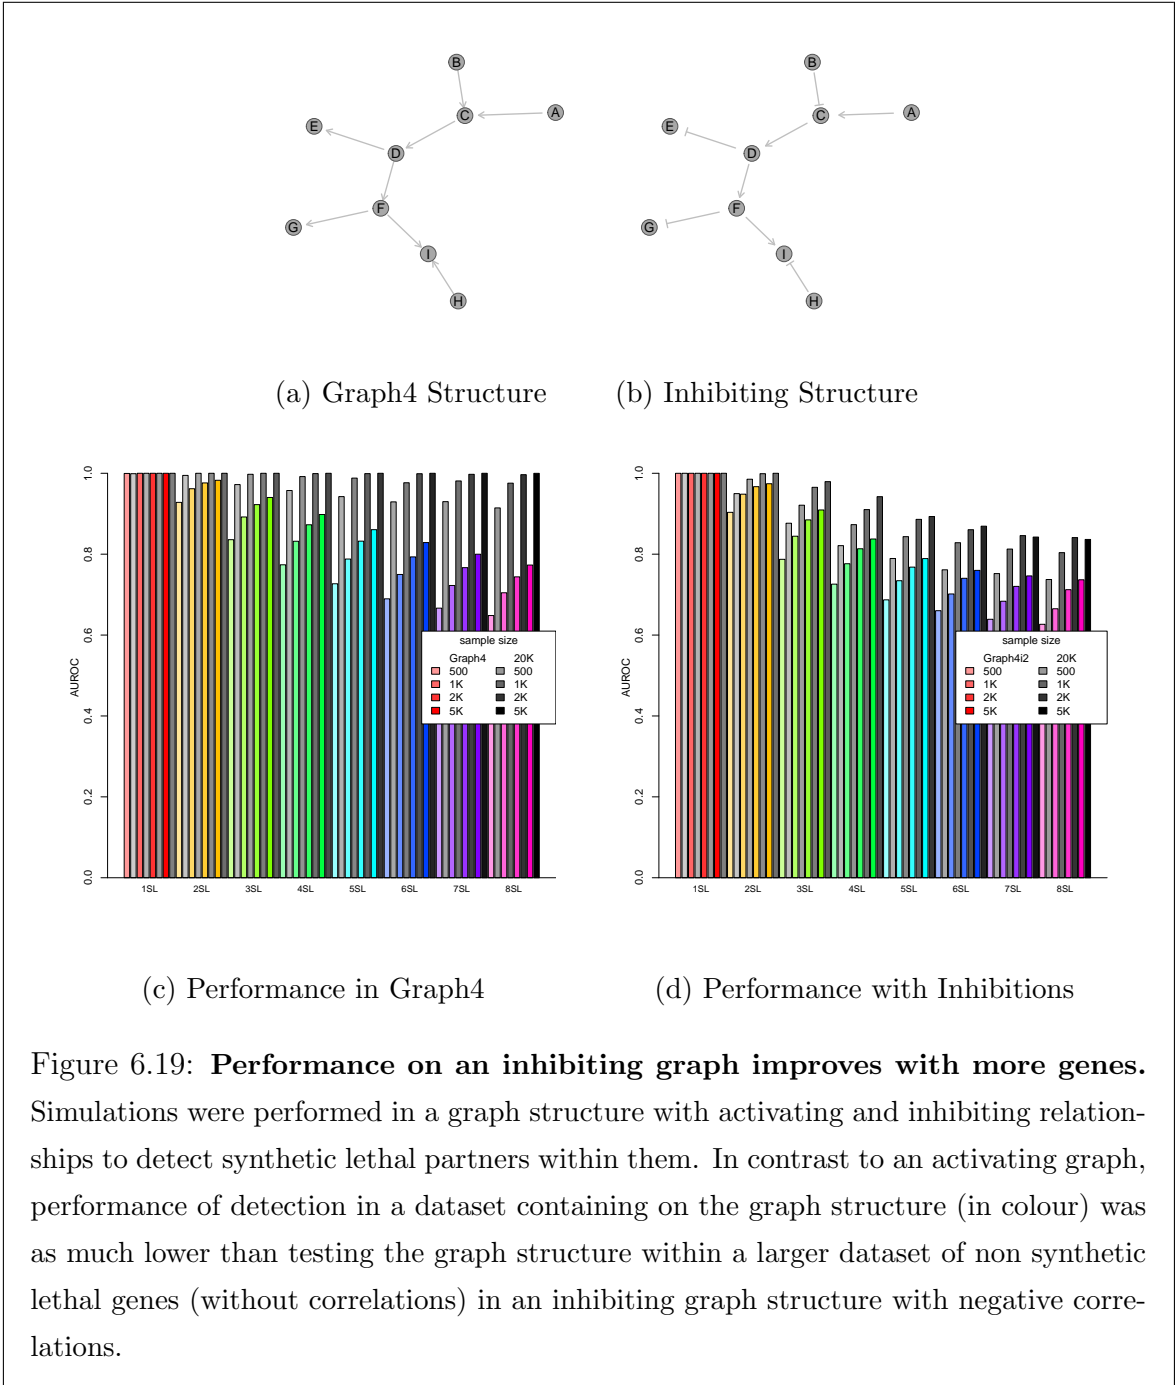 B
C
A
E
D
F
G
I
H
B
C
A
E
D
F
G
I
H
(a) Graph4 Structure
(b) Inhibiting Structure
AUROC
0.0
0.2
0.4
0.6
0.8
1.0
1SL 2SL 3SL 4SL 5SL 6SL 7SL 8SL
sample size
Graph4 20K
500 500
1K 1K
2K 2K
5K 5K
AUROC
0.0
0.2
0.4
0.6
0.8
1.0
1SL 2SL 3SL 4SL 5SL 6SL 7SL 8SL
sample size
Graph4i2 20K
500 500
1K 1K
2K 2K
5K 5K
(c) Performance in Graph4
(d) Performance with Inhibitions
Figure 6.19: Performance on an inhibiting graph improves with more genes.
Simulations were performed in a graph structure with activating and inhibiting relation-
ships to detect synthetic lethal partners within them. In contrast to an activating graph,
performance of detection in a dataset containing on the graph structure (in colour) was
as much lower than testing the graph structure within a larger dataset of non synthetic
lethal genes (without correlations) in an inhibiting graph structure with negative corre-
lations.